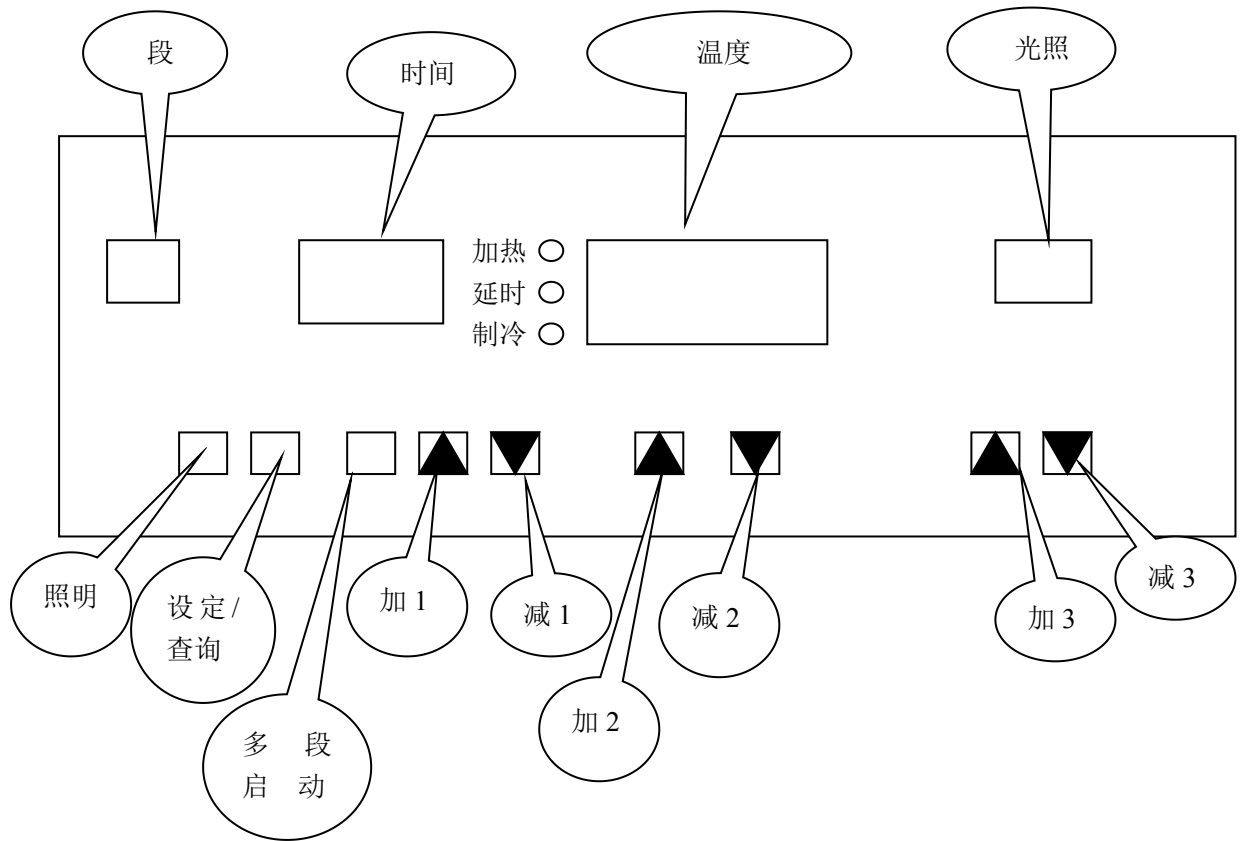 段
时间
温度
光照
加热
延时
制冷
照明
设定/
查询
多 段
启 动
加 1
减 1
加 2
减 2
加 3
减 3